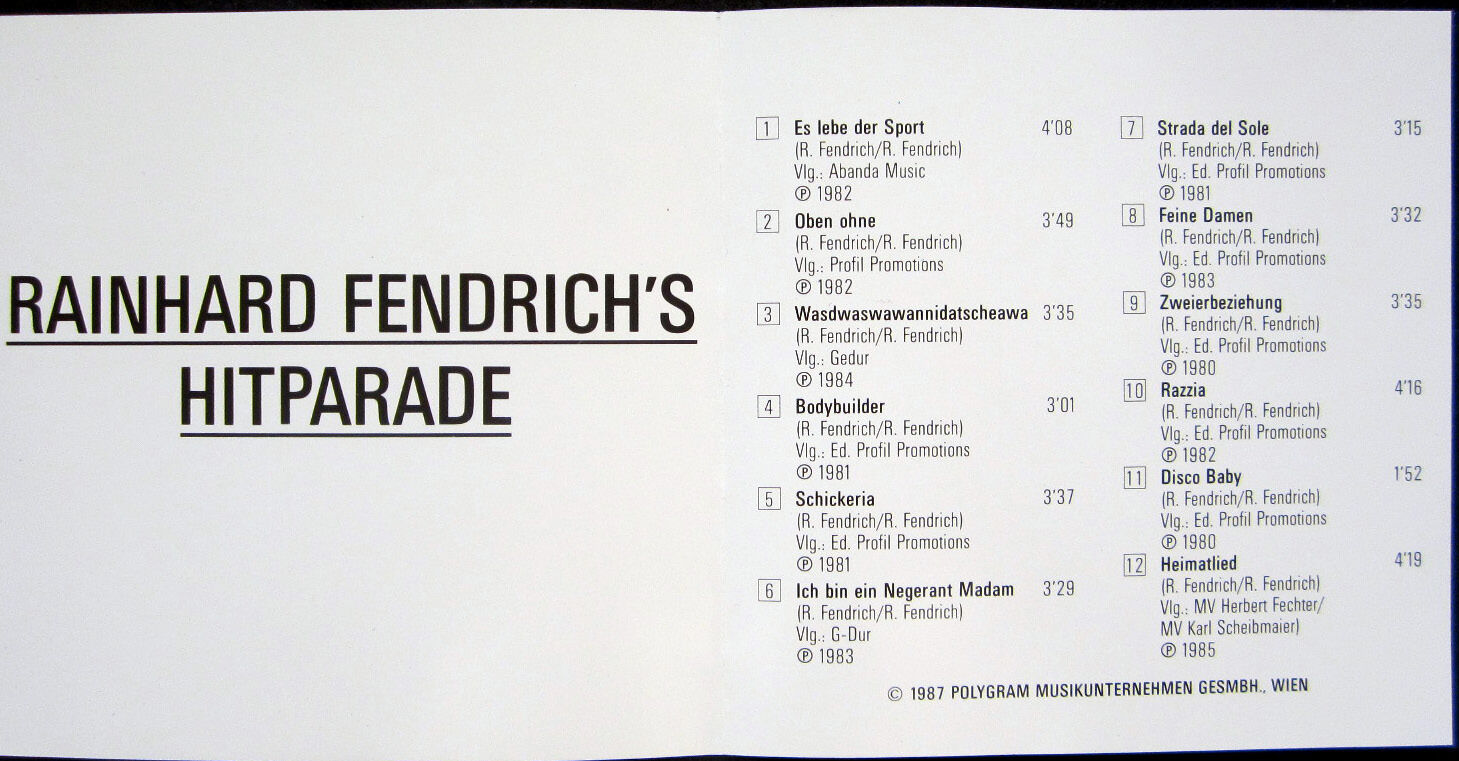 RAINHARD FENDRICH'S
HITPARADE
1 Es lebe der Sport 4'08
(R. Fendrich/R. Fendrich)
Vlg.: Abanda Music
℗ 1982
2 Oben ohne 3'49
(R. Fendrich/R. Fendrich)
Vlg.: Profil Promotions
℗ 1982
3 Wasdwaswawannidatscheawa 3'35
(R. Fendrich/R. Fendrich)
Vlg.: Gedur
℗ 1984
4 Bodybuilder 3'01
(R. Fendrich/R. Fendrich)
Vlg.: Ed. Profil Promotions
℗ 1981
5 Schickeria 3'37
(R. Fendrich/R. Fendrich)
Vlg.: Ed. Profil Promotions
℗ 1981
6 Ich bin ein Negerant Madam 3'29
(R. Fendrich/R. Fendrich)
Vlg.: G-Dur
℗ 1983
7 Strada del Sole 3'15
(R. Fendrich/R. Fendrich)
Vlg.: Ed. Profil Promotions
℗ 1981
8 Feine Damen 3'32
(R. Fendrich/R. Fendrich)
Vlg.: Ed. Profil Promotions
℗ 1983
9 Zweierbeziehung 3'35
(R. Fendrich/R. Fendrich)
Vlg.: Ed. Profil Promotions
℗ 1980
10 Razzia 4'16
(R. Fendrich/R. Fendrich)
Vlg.: Ed. Profil Promotions
℗ 1982
11 Disco Baby 1'52
(R. Fendrich/R. Fendrich)
Vlg.: Ed. Profil Promotions
℗ 1980
12 Heimatlied 4'19
(R. Fendrich/R. Fendrich)
Vlg.: MV Herbert Fechter/
MV Karl Scheibmaier)
℗ 1985
© 1987 POLYGRAM MUSIKUNTERNEHMEN GESMBH., WIEN